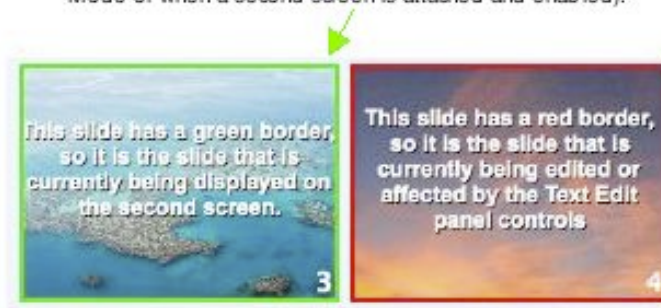 Mode or when a second screen is attached and enabled).
This slide has a green border,
so it is the slide that is
currently being displayed on
the second screen.
3
This slide has a red border,
so it is the slide that is
currently being edited or
affected by the Text Edit
panel controls
4